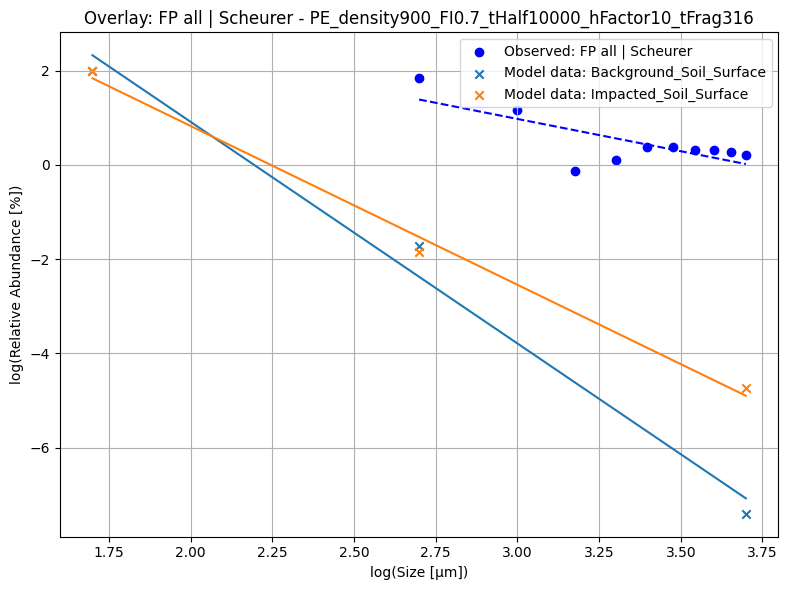 Overlay: FP all | Scheurer - PE_density900_FI0.7_tHalf10000_hFactor10_tFrag316
Observed: FP all | Scheurer
Model data: Background_Soil_Surface
Model data: Impacted_Soil_Surface
log(Relative Abundance [%])
2
0
−2
−4
−6
1.75
2.00
2.25
2.50
2.75
3.00
3.25
3.50
3.75
log(Size [µm])